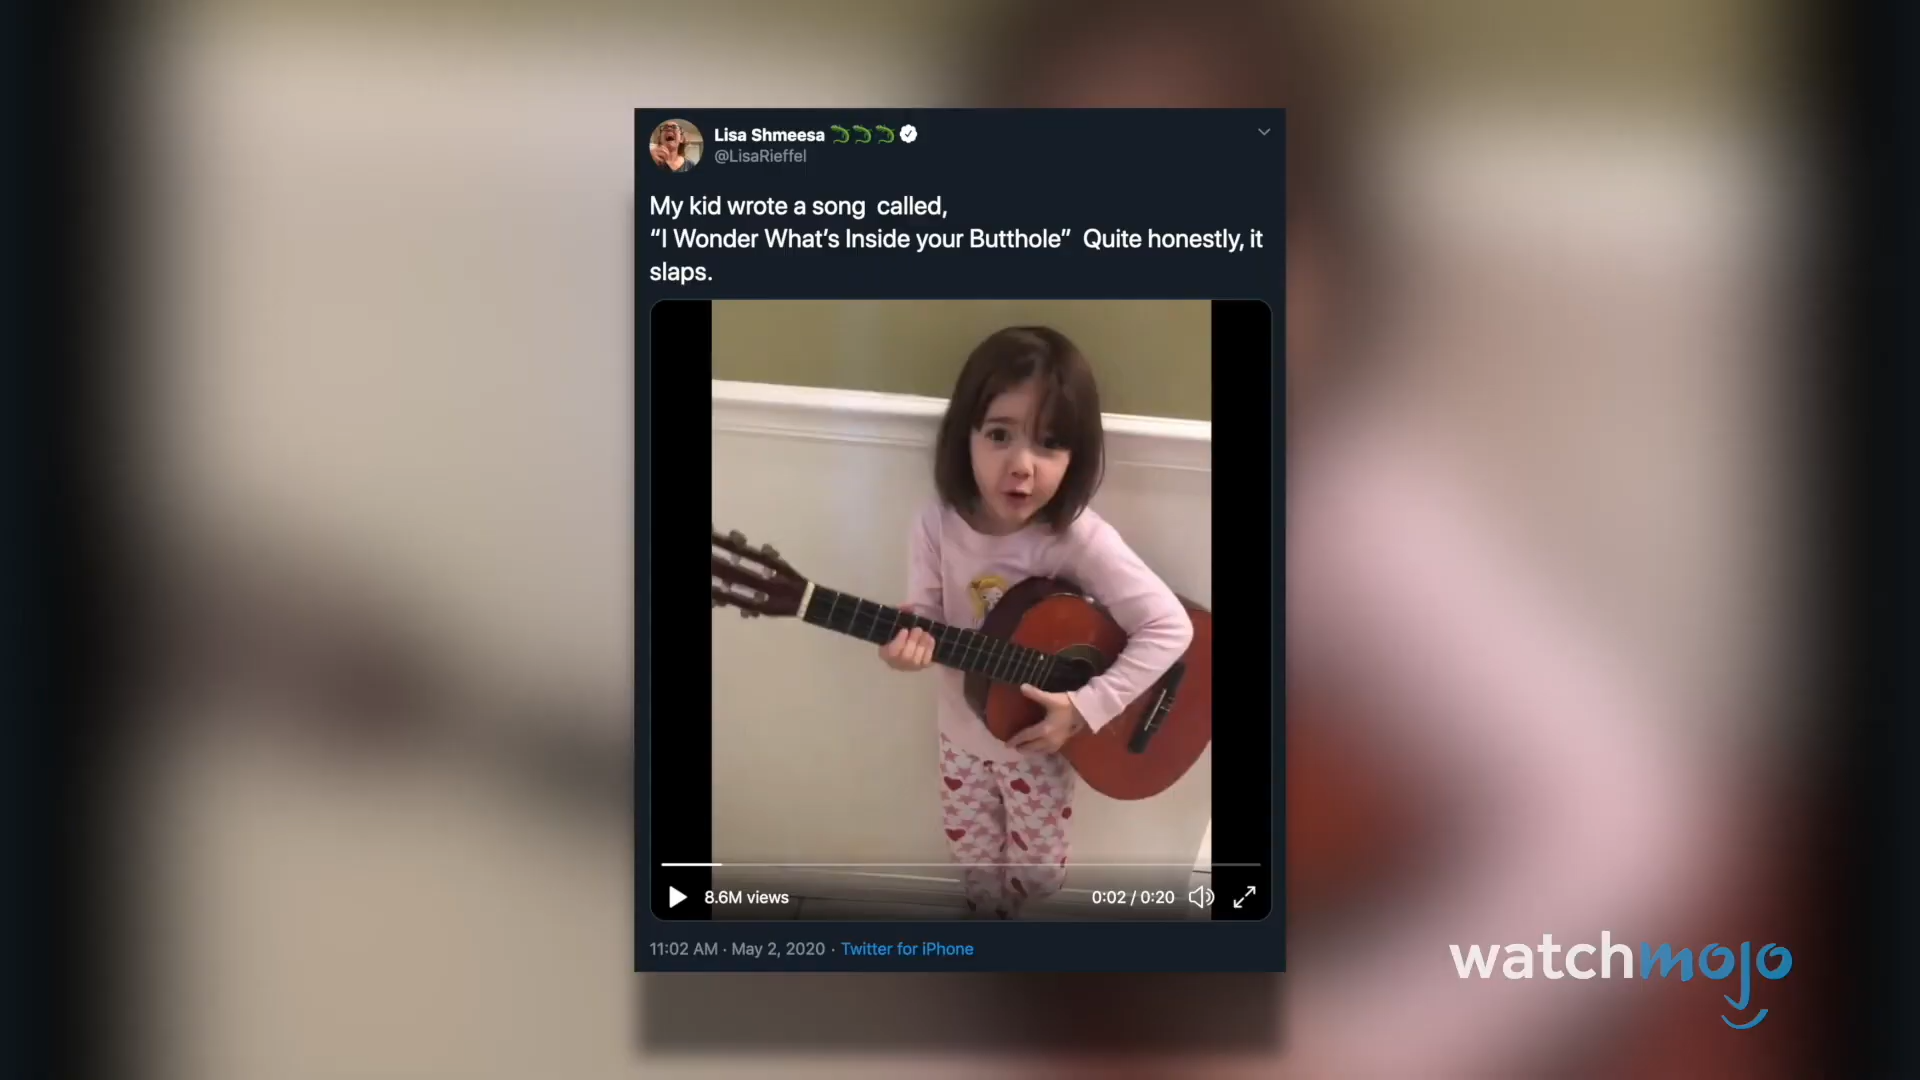 Lisa Shmeesa
@LisaRieffel
My kid wrote a song called,
“I Wonder What’s Inside your Butthole” Quite honestly, it
slaps.
8.6M views
0:02 / 0:20
11:02 AM · May 2, 2020 · Twitter for iPhone
watchmojo